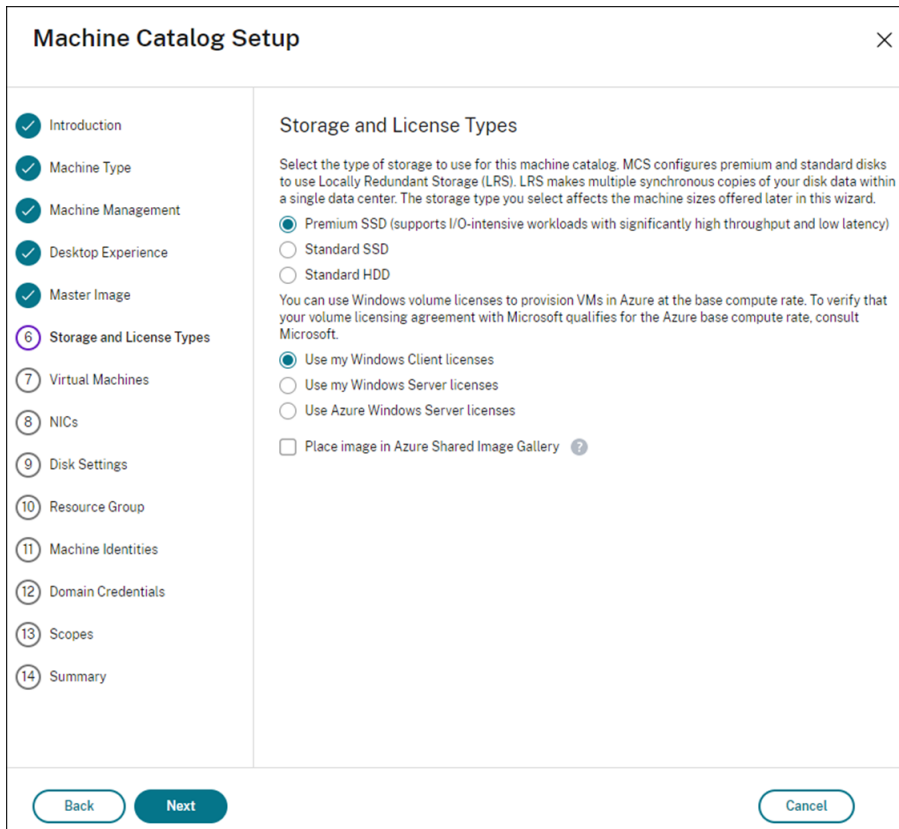 Machine Catalog Setup
Introduction
Machine Type
Machine Management
Desktop Experience
Master Image
6 Storage and License Types
7 Virtual Machines
8 NICs
9 Disk Settings
10 Resource Group
11 Machine Identities
12 Domain Credentials
13 Scopes
14 Summary
Storage and License Types
Select the type of storage to use for this machine catalog. MCS configures premium and standard disks
to use Locally Redundant Storage (LRS). LRS makes multiple synchronous copies of your disk data within
a single data center. The storage type you select affects the machine sizes offered later in this wizard.
Premium SSD (supports I/O-intensive workloads with significantly high throughput and low latency)
Standard SSD
Standard HDD
You can use Windows volume licenses to provision VMs in Azure at the base compute rate. To verify that
your volume licensing agreement with Microsoft qualifies for the Azure base compute rate, consult
Microsoft.
Use my Windows Client licenses
Use my Windows Server licenses
Use Azure Windows Server licenses
Place image in Azure Shared Image Gallery ?
Back
Next
Cancel